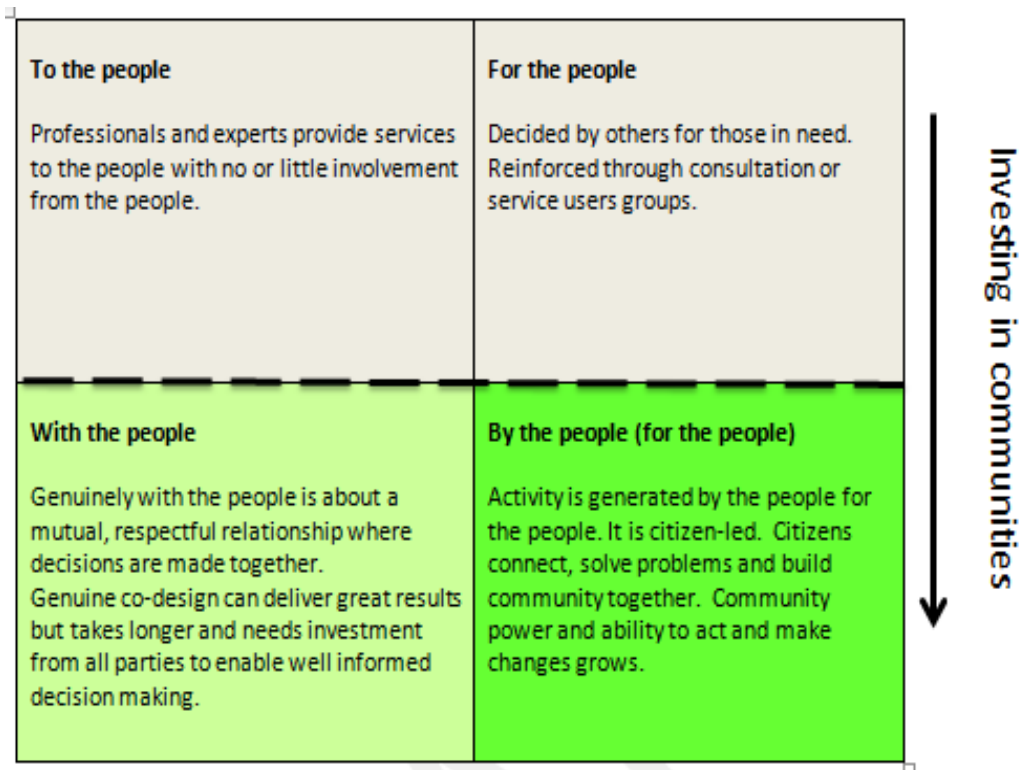 To the people
Professionals and experts provide services
to the people with no or little involvement
from the people.
For the people
Decided by others for those in need.
Reinforced through consultation or
service users groups.
With the people
Genuinely with the people is about a
mutual, respectful relationship where
decisions are made together.
Genuine co-design can deliver great results
but takes longer and needs investment
from all parties to enable well informed
decision making.
By the people (for the people)
Activity is generated by the people for
the people. It is citizen-led. Citizens
connect, solve problems and build
community together. Community
power and ability to act and make
changes grows.
Investing in communities